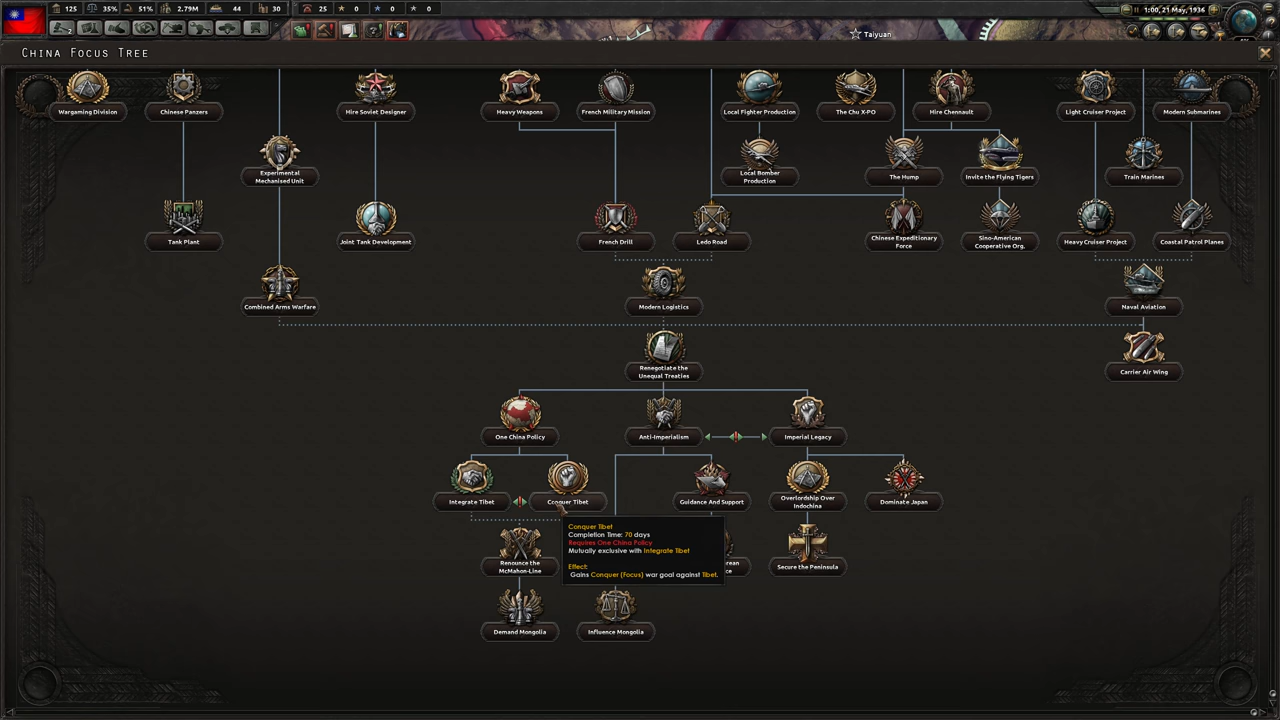 125 35% 51% 2.79M 44 30 25 0 0 0
1:00, 21 May, 1936
Taiyuan
China Focus Tree
Wargaming Division
Chinese Panzers
Hire Soviet Designer
Heavy Weapons
French Military Mission
Local Fighter Production
The Chu X-PO
Hire Chennault
Light Cruiser Project
Modern Submarines
Experimental
Mechanised Unit
Local Bomber
Production
The Hump
Invite the Flying Tigers
Train Marines
Tank Plant
Joint Tank Development
French Drill
Ledo Road
Chinese Expeditionary
Force
Sino-American
Cooperative Org.
Heavy Cruiser Project
Coastal Patrol Planes
Combined Arms Warfare
Modern Logistics
Naval Aviation
Renegotiate the
Unequal Treaties
Carrier Air Wing
One China Policy
Anti-Imperialism
Imperial Legacy
Integrate Tibet
Conquer Tibet
Guidance And Support
Overlordship Over
Indochina
Dominate Japan
Conquer Tibet
Completion Time: 70 days
Requires One China Policy
Mutually exclusive with Integrate Tibet
Effect:
Gains Conquer (Focus) war goal against Tibet.
Renounce the
McMahon-Line
Secure the Peninsula
Demand Mongolia
Influence Mongolia